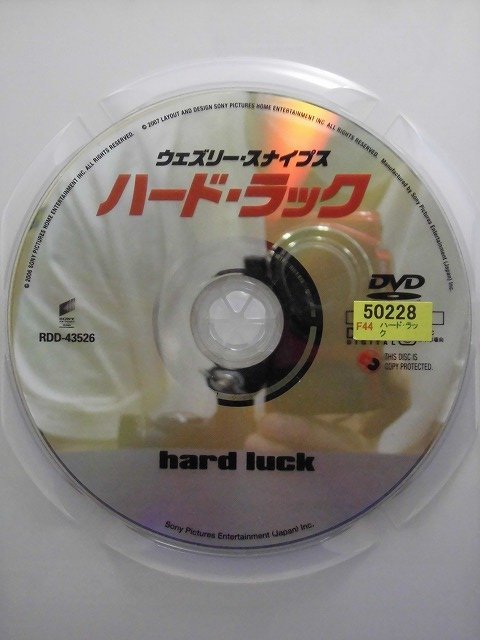 © 2007 LAYOUT AND DESIGN SONY PICTURES HOME ENTERTAINMENT INC. ALL RIGHTS RESERVED.
© 2006 SONY PICTURES HOME ENTERTAINMENT INC. ALL RIGHTS RESERVED.
Manufactured by Sony Pictures Entertainment (Japan) Inc.
ウェズリー・スナイプス
ハード・ラック
DVD
50228
F44 ハード・ラッ
ク
RDD-43526
DIGITAL
THIS DISC IS
COPY PROTECTED.
hard luck
Sony Pictures Entertainment (Japan) Inc.